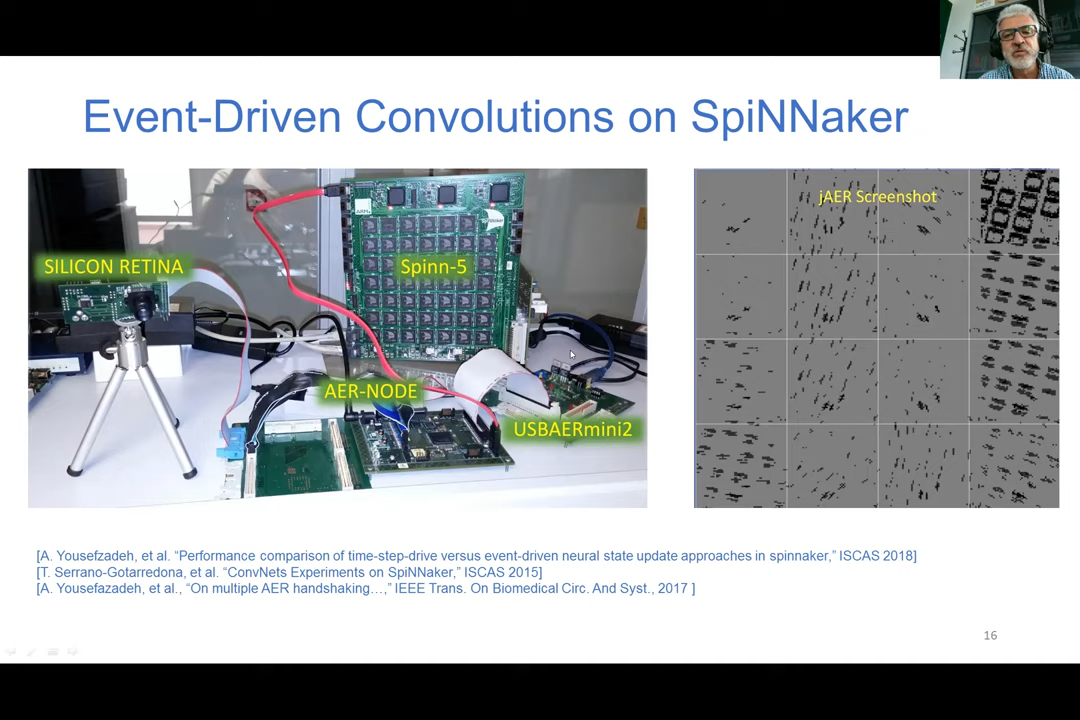 Event-Driven Convolutions on SpiNNaker
SILICON RETINA
Spinn-5
AER-NODE
USBAERmini2
jAER Screenshot
[A. Yousefzadeh, et al. “Performance comparison of time-step-drive versus event-driven neural state update approaches in spinnaker,” ISCAS 2018]
[T. Serrano-Gotarredona, et al. “ConvNets Experiments on SpiNNaker,” ISCAS 2015]
[A. Yousefazadeh, et al., “On multiple AER handshaking…,” IEEE Trans. On Biomedical Circ. And Syst., 2017 ]
16